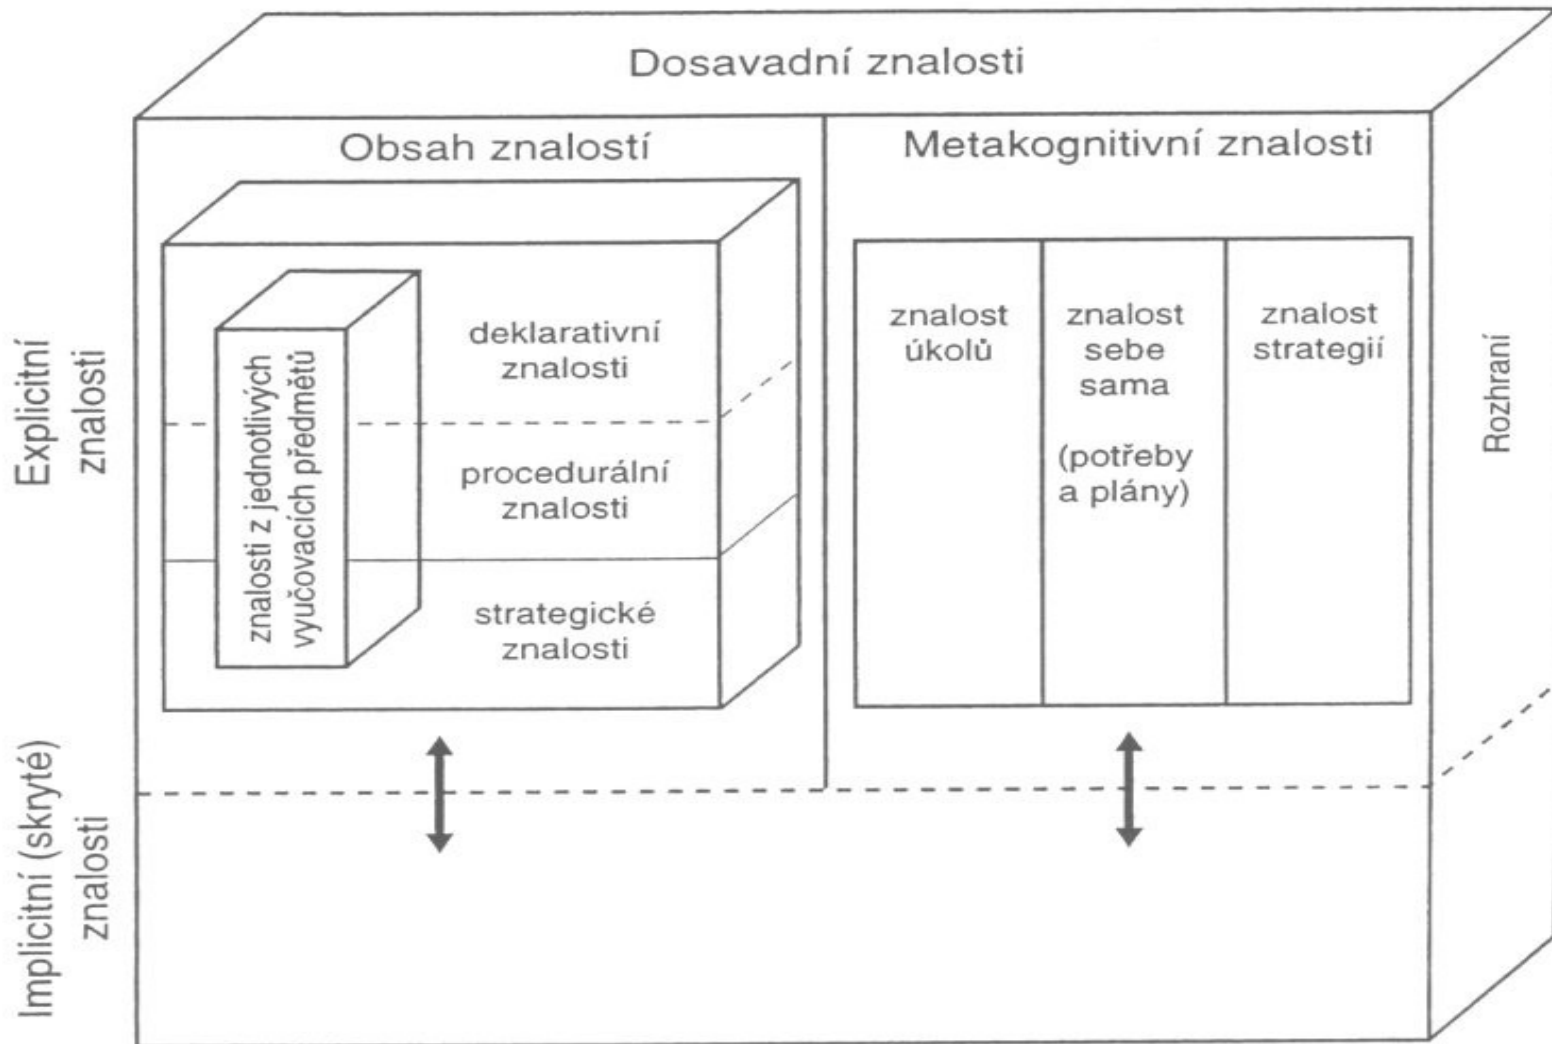 Dosavadní znalosti
Obsah znalostí
Metakognitivní znalosti
Explicitní
znalosti
znalosti z jednotlivých
vyučovacích předmětů
deklarativní
znalosti
procedurální
znalosti
strategické
znalosti
znalost
úkolů
znalost
sebe
sama
(potřeby
a plány)
znalost
strategií
Rozhraní
Implicitní (skryté)
znalosti